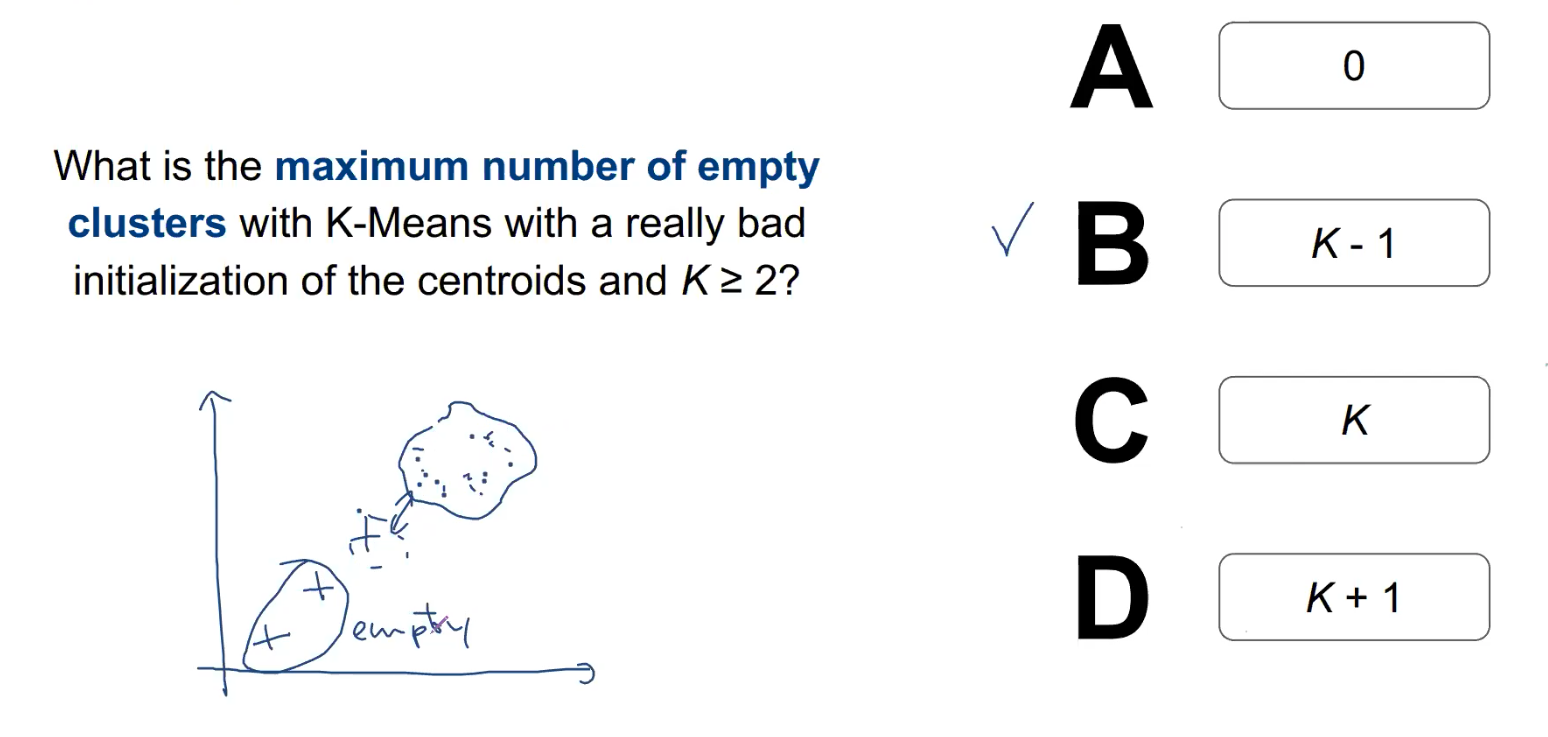 What is the maximum number of empty
clusters with K-Means with a really bad
initialization of the centroids and K ≥ 2?
empty
A
0
B
K - 1
C
K
D
K + 1